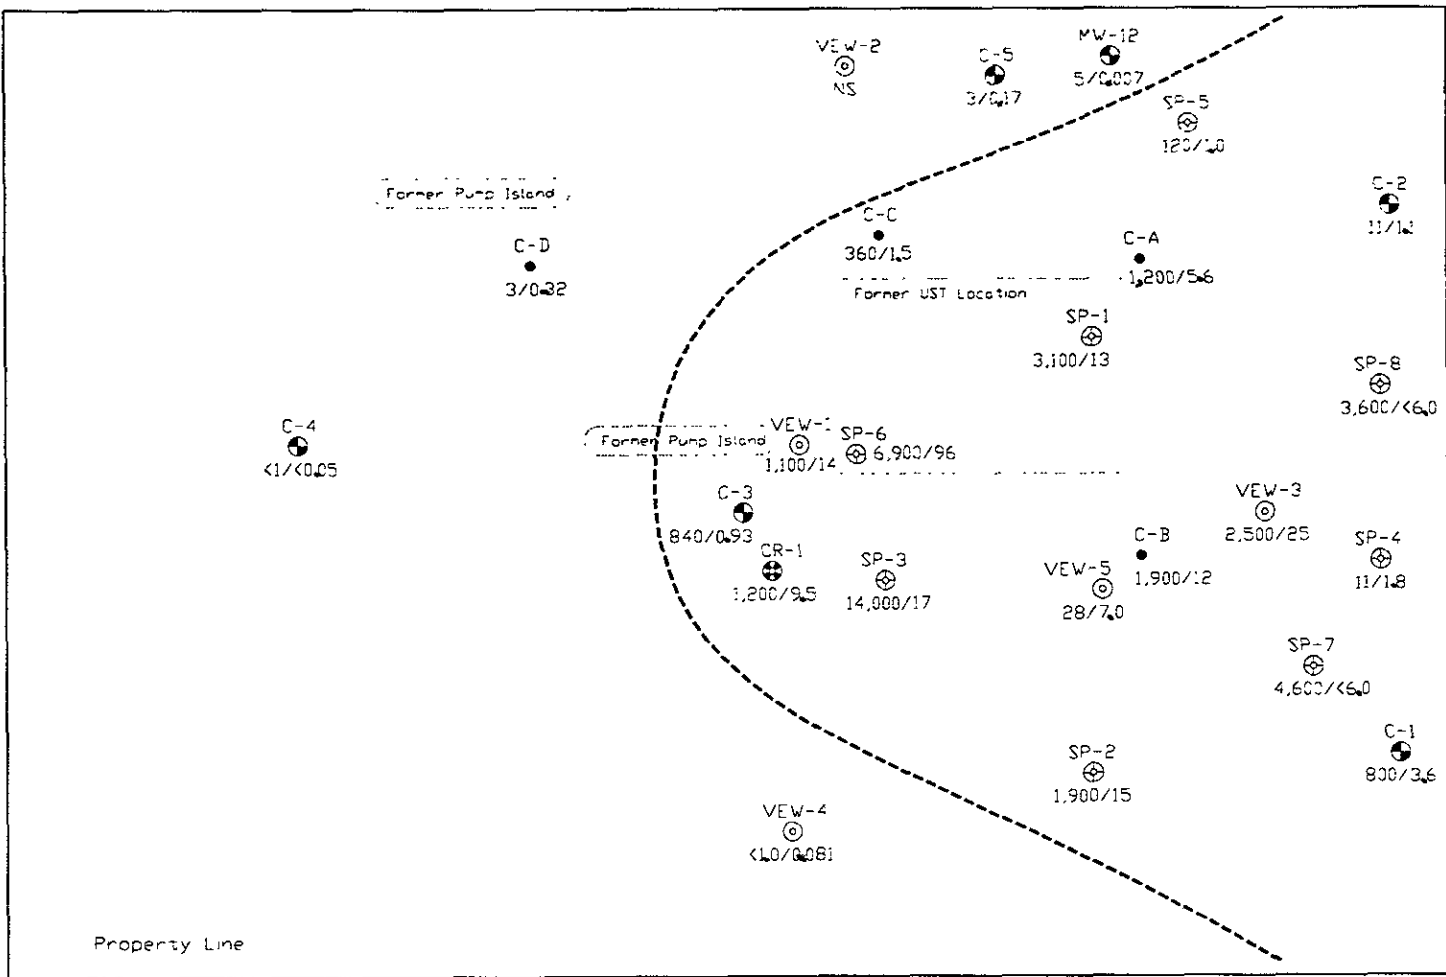 VEW-2
NS
C-5
3/0.17
MW-12
5/0.007
SP-5
120/1.0
Former Pump Island
C-2
11/1.1
C-C
360/1.5
C-A
1,200/5.6
C-D
3/0.32
Former UST Location
SP-1
3,100/13
SP-8
3,600/<6.0
C-4
<1/<0.05
Former Pump Island
VEW-1
1,100/14
SP-6
6,900/96
C-3
840/0.93
VEW-3
2,500/25
CR-1
1,200/9.5
SP-3
14,000/17
C-B
1,900/12
VEW-5
28/7.0
SP-4
11/1.8
SP-7
4,600/<6.0
C-1
800/3.6
SP-2
1,900/15
VEW-4
<1.0/0.081
Property Line